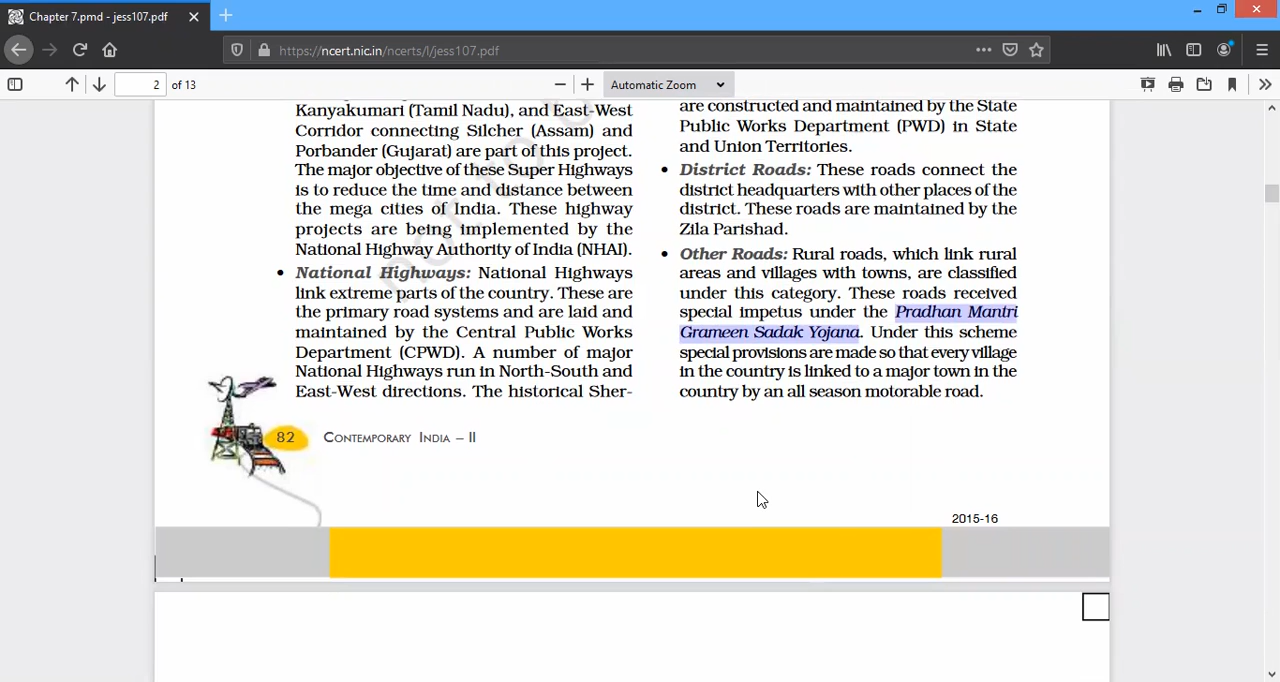 Chapter 7.pmd - jess107.pdf
https://ncert.nic.in/ncerts/l/jess107.pdf
2 of 13
Automatic Zoom
Kanyakumari (Tamil Nadu), and East-West
Corridor connecting Silcher (Assam) and
Porbander (Gujarat) are part of this project.
The major objective of these Super Highways
is to reduce the time and distance between
the mega cities of India. These highway
projects are being implemented by the
National Highway Authority of India (NHAI).
• National Highways: National Highways
link extreme parts of the country. These are
the primary road systems and are laid and
maintained by the Central Public Works
Department (CPWD). A number of major
National Highways run in North-South and
East-West directions. The historical Sher-
are constructed and maintained by the State
Public Works Department (PWD) in State
and Union Territories.
• District Roads: These roads connect the
district headquarters with other places of the
district. These roads are maintained by the
Zila Parishad.
• Other Roads: Rural roads, which link rural
areas and villages with towns, are classified
under this category. These roads received
special impetus under the Pradhan Mantri
Grameen Sadak Yojana. Under this scheme
special provisions are made so that every village
in the country is linked to a major town in the
country by an all season motorable road.
82 Contemporary India – II
2015-16